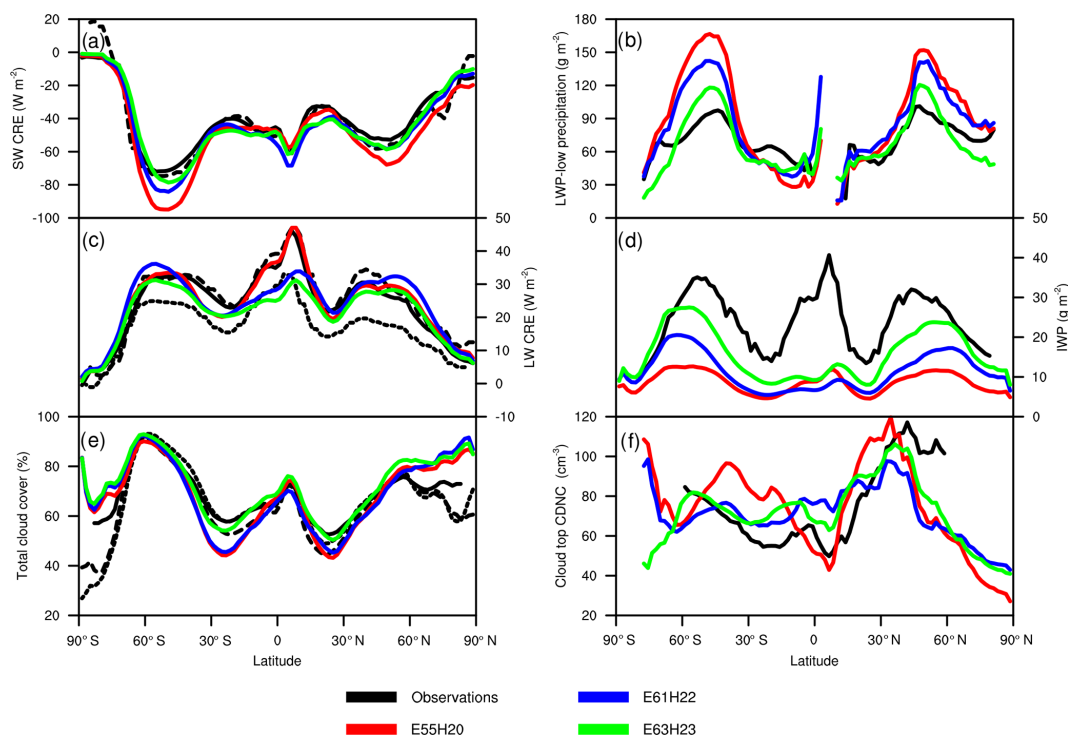 (a)
SW CRE (W m-2)
20
0
-20
-40
-60
-80
-100
(b)
LWP-low precipitation (g m-2)
180
150
120
90
60
30
0
(c)
LW CRE (W m-2)
50
40
30
20
10
0
-10
(d)
IWP (g m-2)
50
40
30
20
10
0
(e)
Total cloud cover (%)
100
80
60
40
20
90° S 60° S 30° S 0 30° N 60° N 90° N
Latitude
(f)
Cloud top CDNC (cm-3)
120
100
80
60
40
20
90° S 60° S 30° S 0 30° N 60° N 90° N
Latitude
Observations
E61H22
E55H20
E63H23